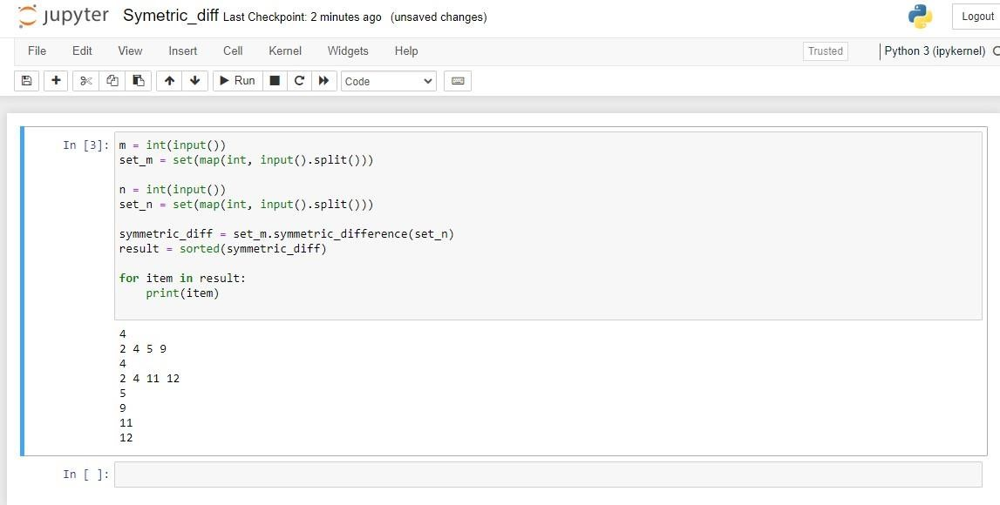 jupyter Symetric_diff Last Checkpoint: 2 minutes ago (unsaved changes) Logout
File Edit View Insert Cell Kernel Widgets Help Trusted Python 3 (ipykernel)
Run Code
In [3]: m = int(input())
set_m = set(map(int, input().split()))
n = int(input())
set_n = set(map(int, input().split()))
symmetric_diff = set_m.symmetric_difference(set_n)
result = sorted(symmetric_diff)
for item in result:
    print(item)
4
2 4 5 9
4
2 4 11 12
5
9
11
12
In [ ]: